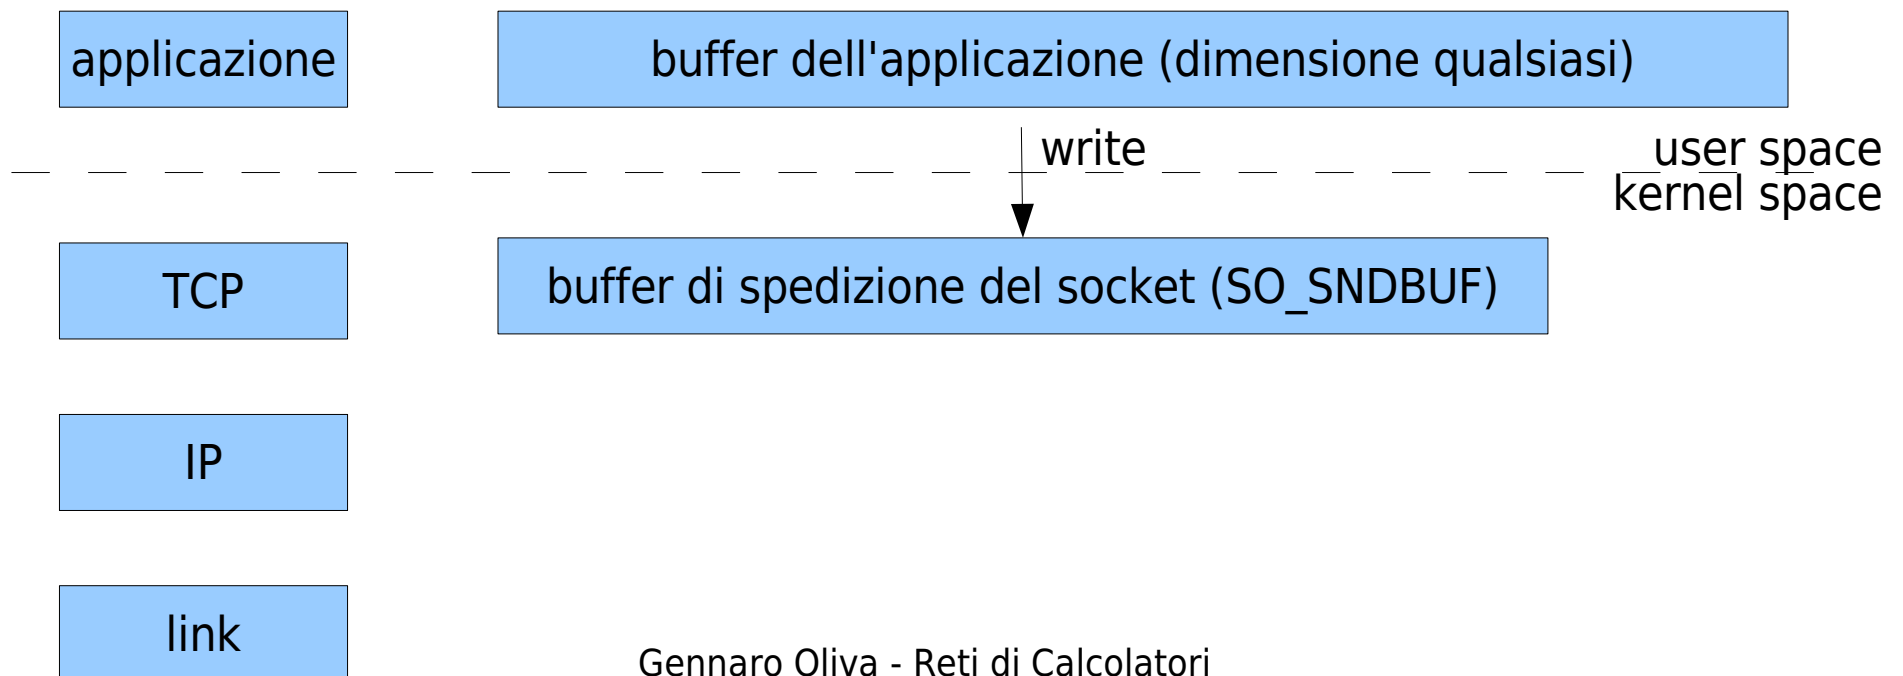 applicazione
buffer dell'applicazione (dimensione qualsiasi)
write
user space
kernel space
TCP
buffer di spedizione del socket (SO_SNDBUF)
IP
link
Gennaro Oliva - Reti di Calcolatori